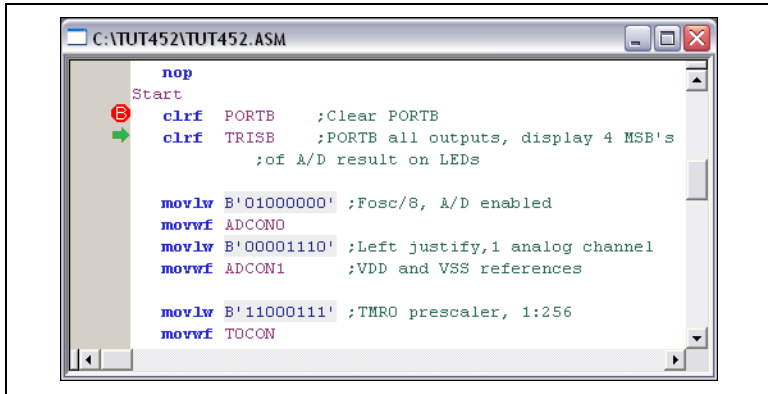 C:\TUT452\TUT452.ASM
nop
Start
B clrf PORTB ;Clear PORTB
clrf TRISB ;PORTB all outputs, display 4 MSB's
;of A/D result on LEDs
movlw B'01000000' ;Fosc/8, A/D enabled
movwf ADCON0
movlw B'00001110' ;Left justify,1 analog channel
movwf ADCON1 ;VDD and VSS references
movlw B'11000111' ;TMR0 prescaler, 1:256
movwf T0CON